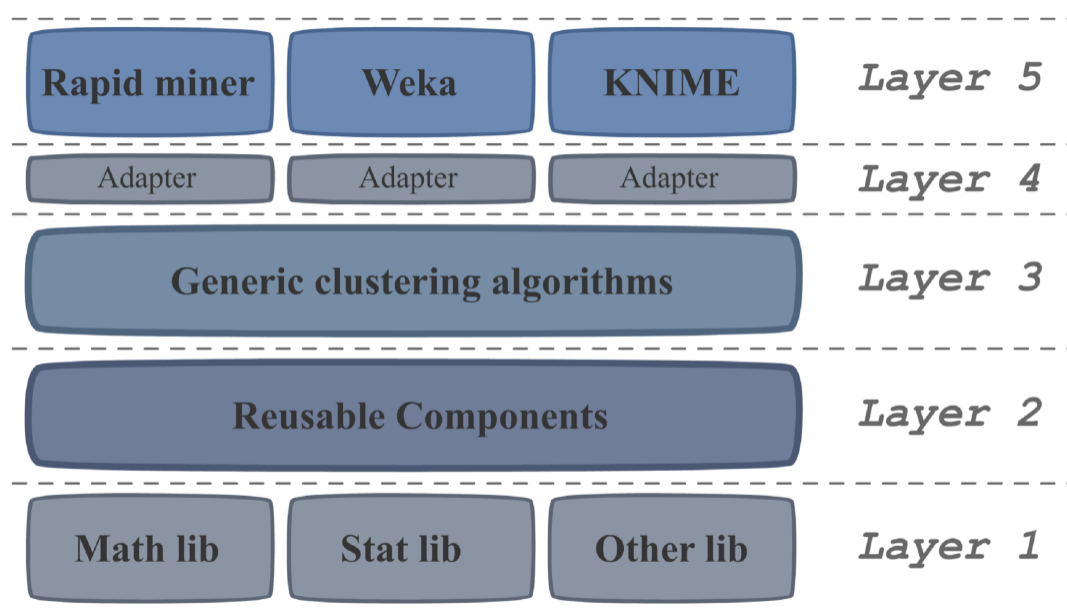 Rapid miner Weka KNIME Layer 5
Adapter Adapter Adapter Layer 4
Generic clustering algorithms Layer 3
Reusable Components Layer 2
Math lib Stat lib Other lib Layer 1